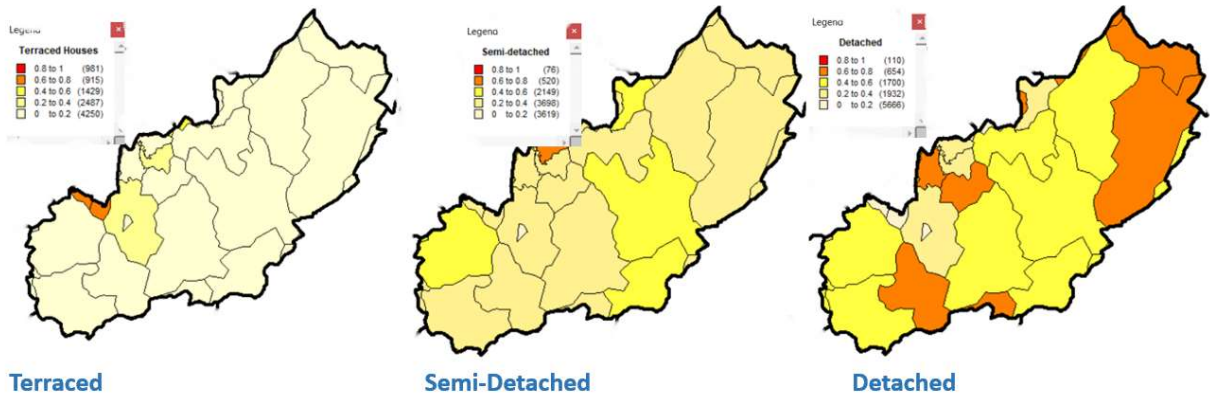 Legend
Terraced Houses
0.8 to 1 (981)
0.6 to 0.8 (915)
0.4 to 0.6 (1429)
0.2 to 0.4 (2487)
0 to 0.2 (4250)
Legend
Semi-detached
0.8 to 1 (76)
0.6 to 0.8 (520)
0.4 to 0.6 (2149)
0.2 to 0.4 (3698)
0 to 0.2 (3619)
Legend
Detached
0.8 to 1 (110)
0.6 to 0.8 (654)
0.4 to 0.6 (1700)
0.2 to 0.4 (1932)
0 to 0.2 (5666)
Terraced
Semi-Detached
Detached